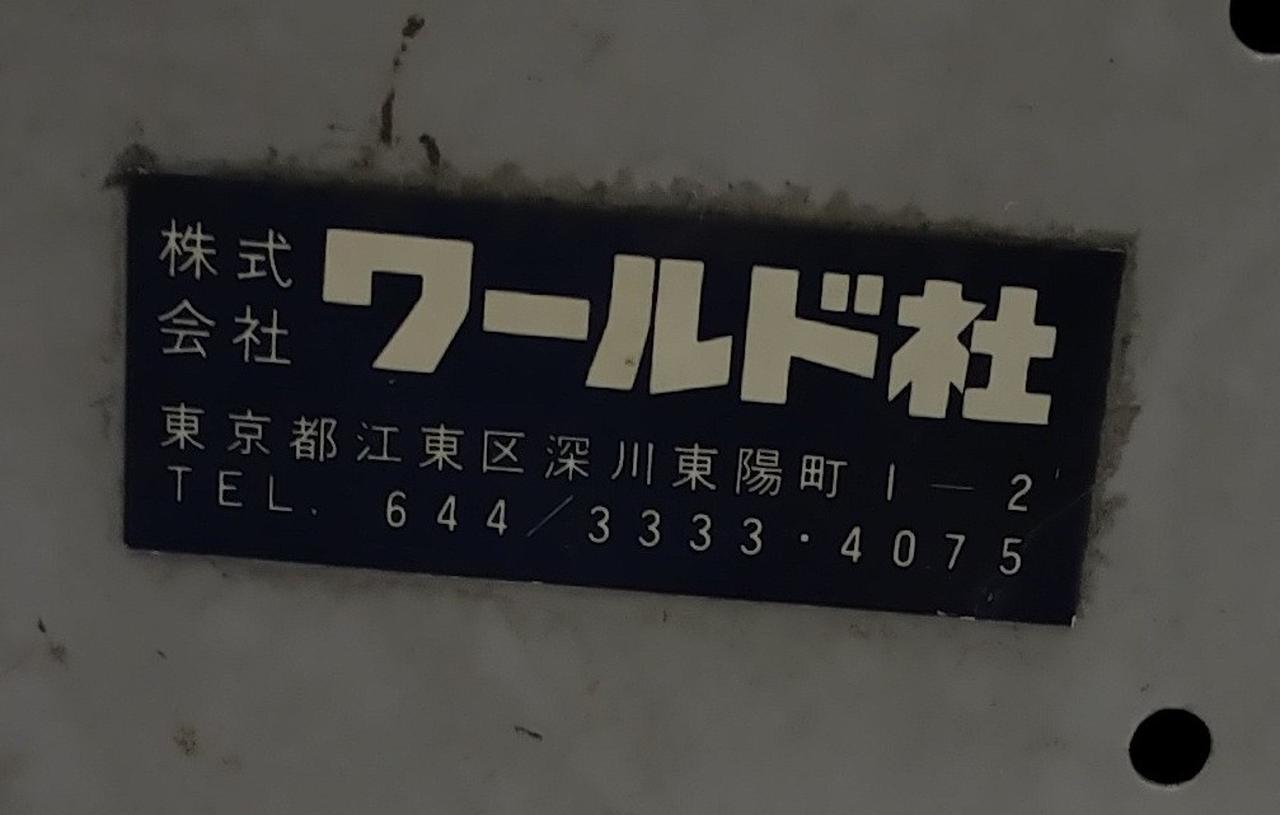 株式会社 ワールド社
東京都江東区深川東陽町1-2
TEL. 644/3333・4075